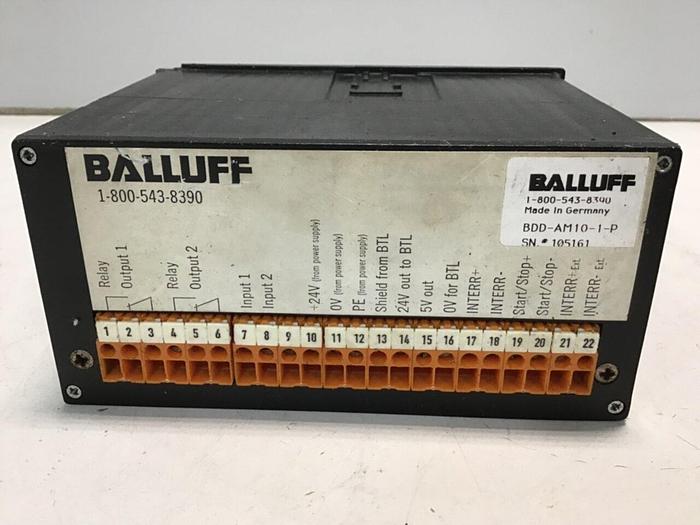 BALLUFF
1-800-543-8390
BALLUFF
1-800-543-8390
Made In Germany
BDD-AM10-1-P
SN.# 105161
Relay
Output 1
Relay
Output 2
Input 1
Input 2
+24V (from power supply)
0V (from power supply)
PE (from power supply)
Shield from BTL
24V out to BTL
5V out
0V for BTL
INTERR+
INTERR-
Start/Stop+
Start/Stop-
INTERR+ Ext.
INTERR- Ext.
1 2 3 4 5 6 7 8 9 10 11 12 13 14 15 16 17 18 19 20 21 22